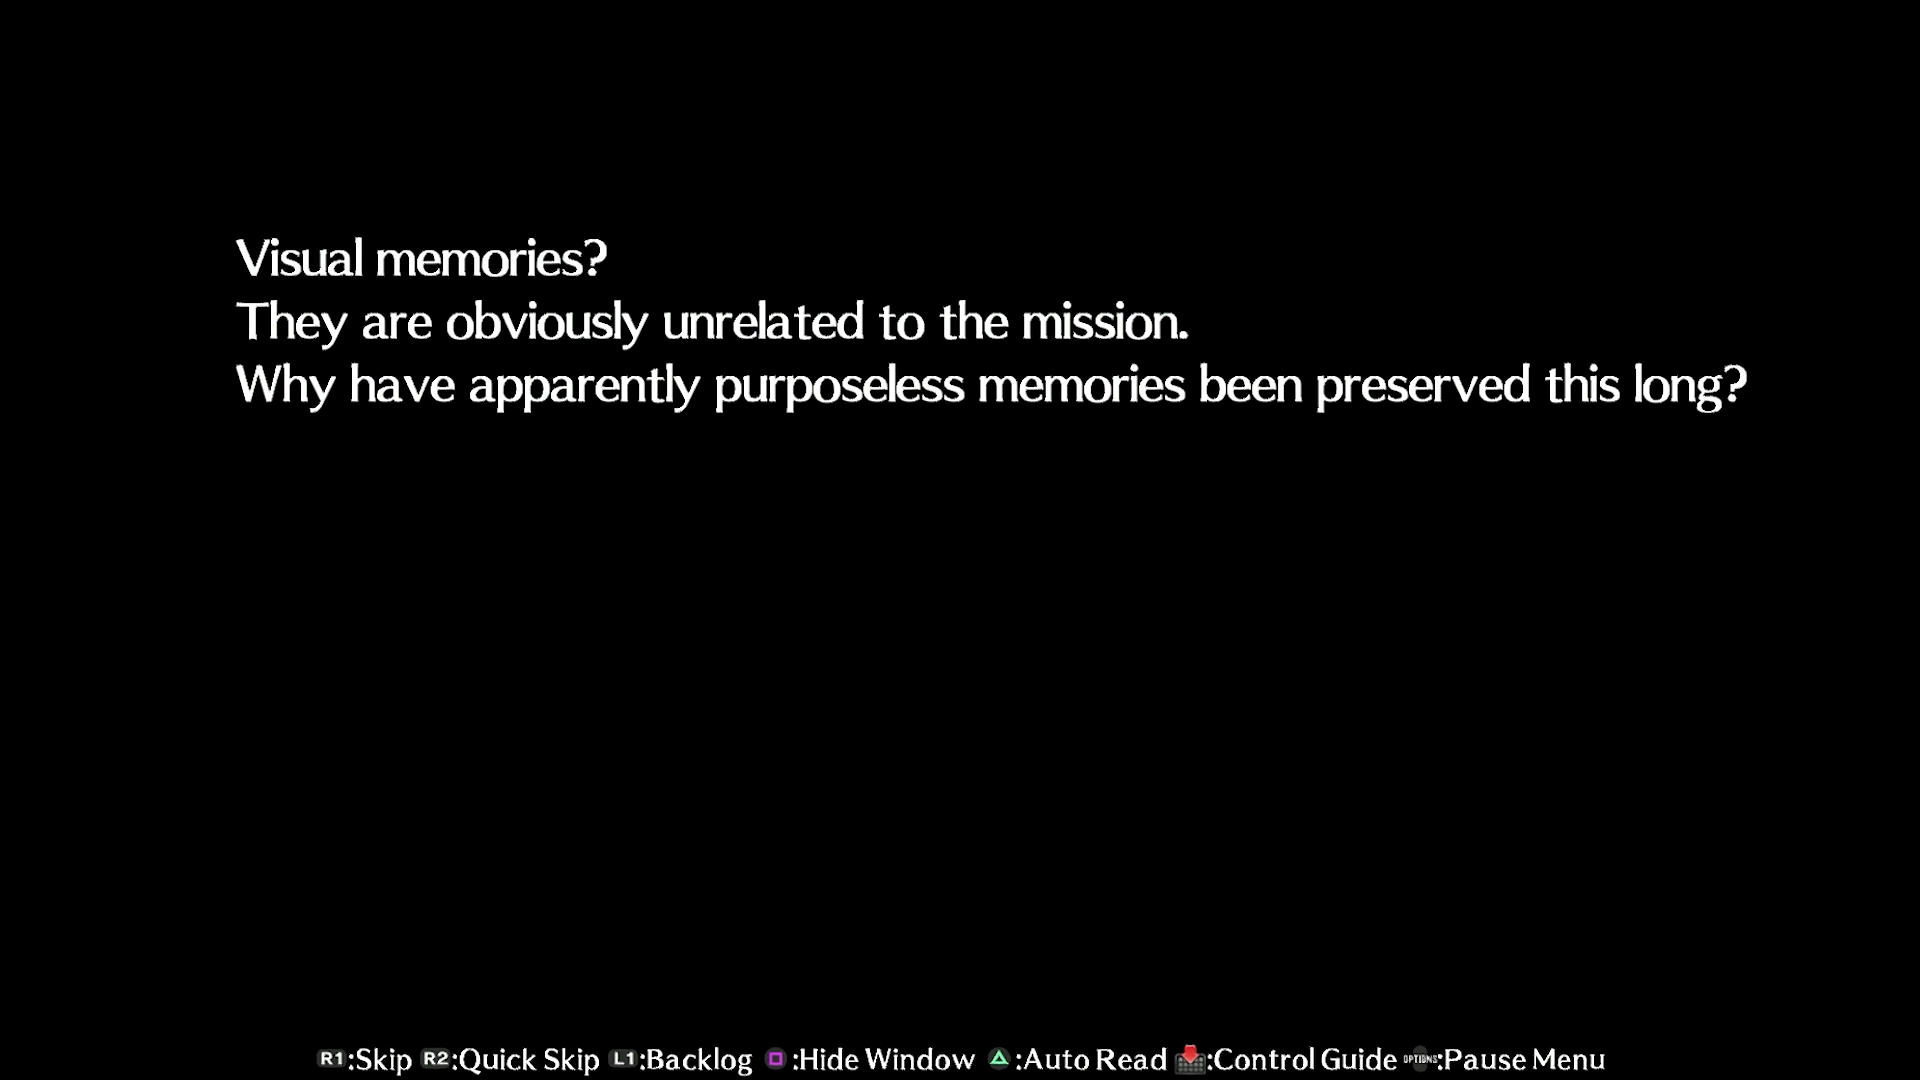 Visual memories?
They are obviously unrelated to the mission.
Why have apparently purposeless memories been preserved this long?
R1:Skip R2:Quick Skip L1:Backlog :Hide Window :Auto Read :Control Guide OPTIONS:Pause Menu